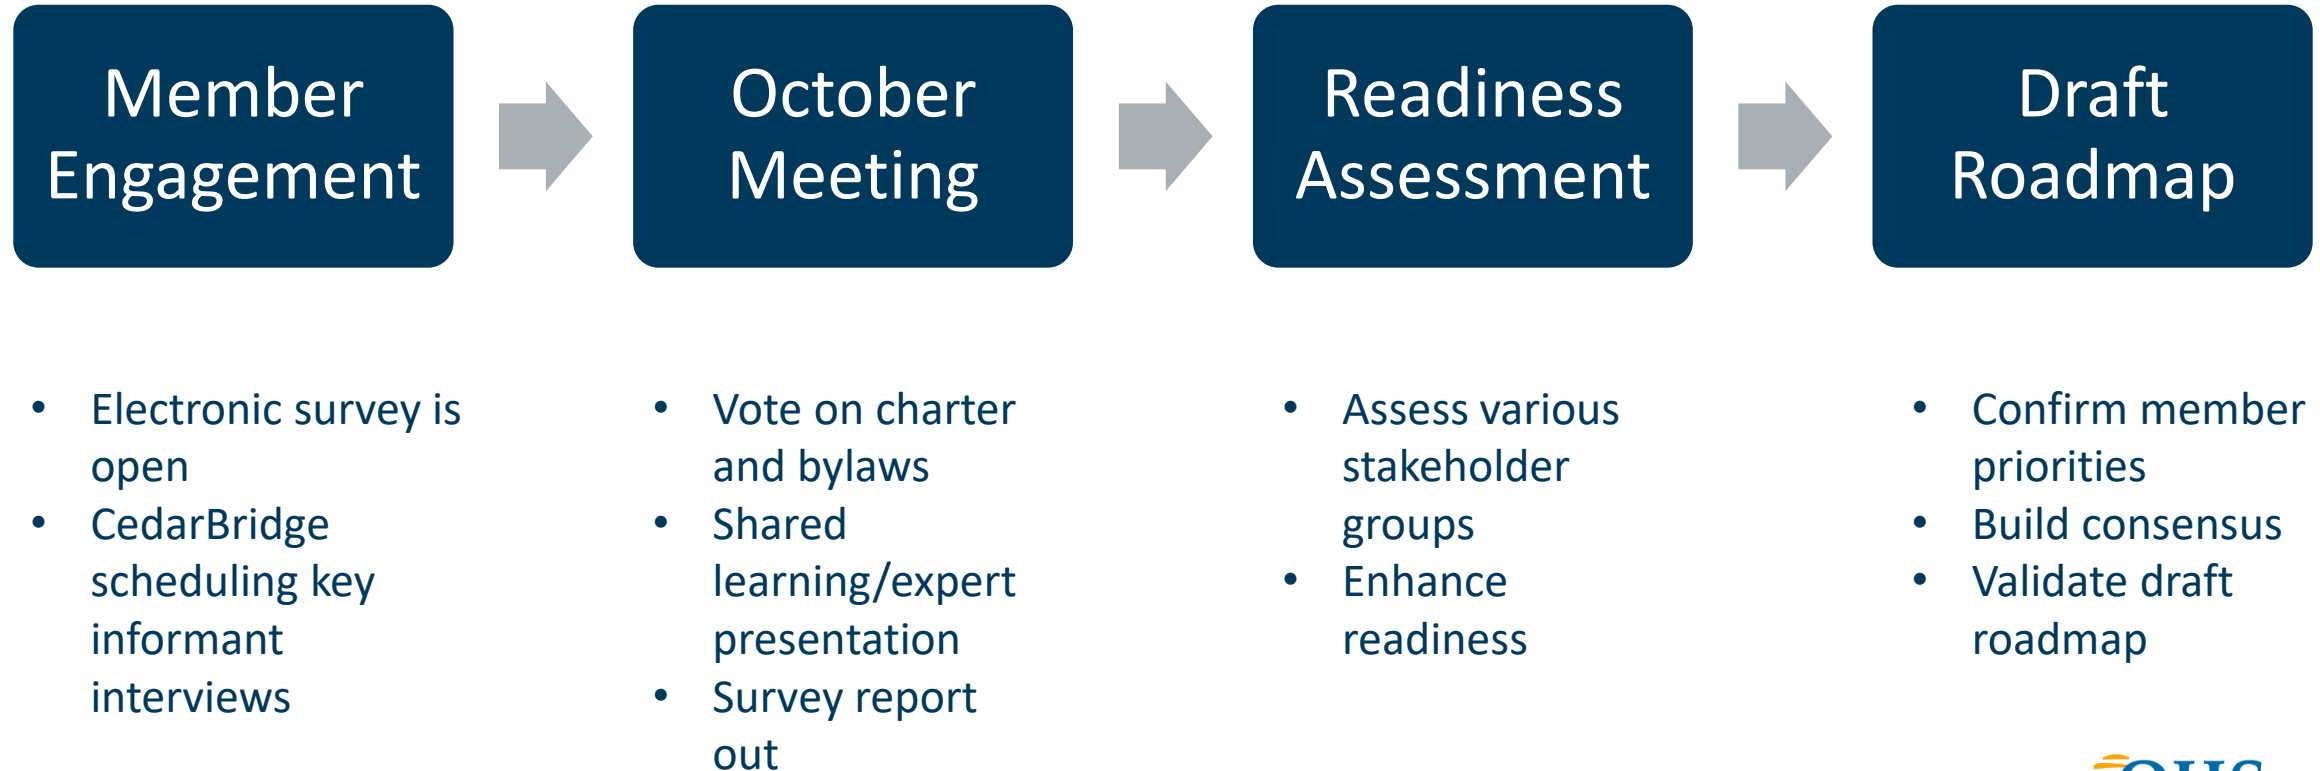 Member
Engagement
October
Meeting
Readiness
Assessment
Draft
Roadmap
• Electronic survey is
open
• CedarBridge
scheduling key
informant
interviews
• Vote on charter
and bylaws
• Shared
learning/expert
presentation
• Survey report
out
• Assess various
stakeholder
groups
• Enhance
readiness
• Confirm member
priorities
• Build consensus
• Validate draft
roadmap
OHS